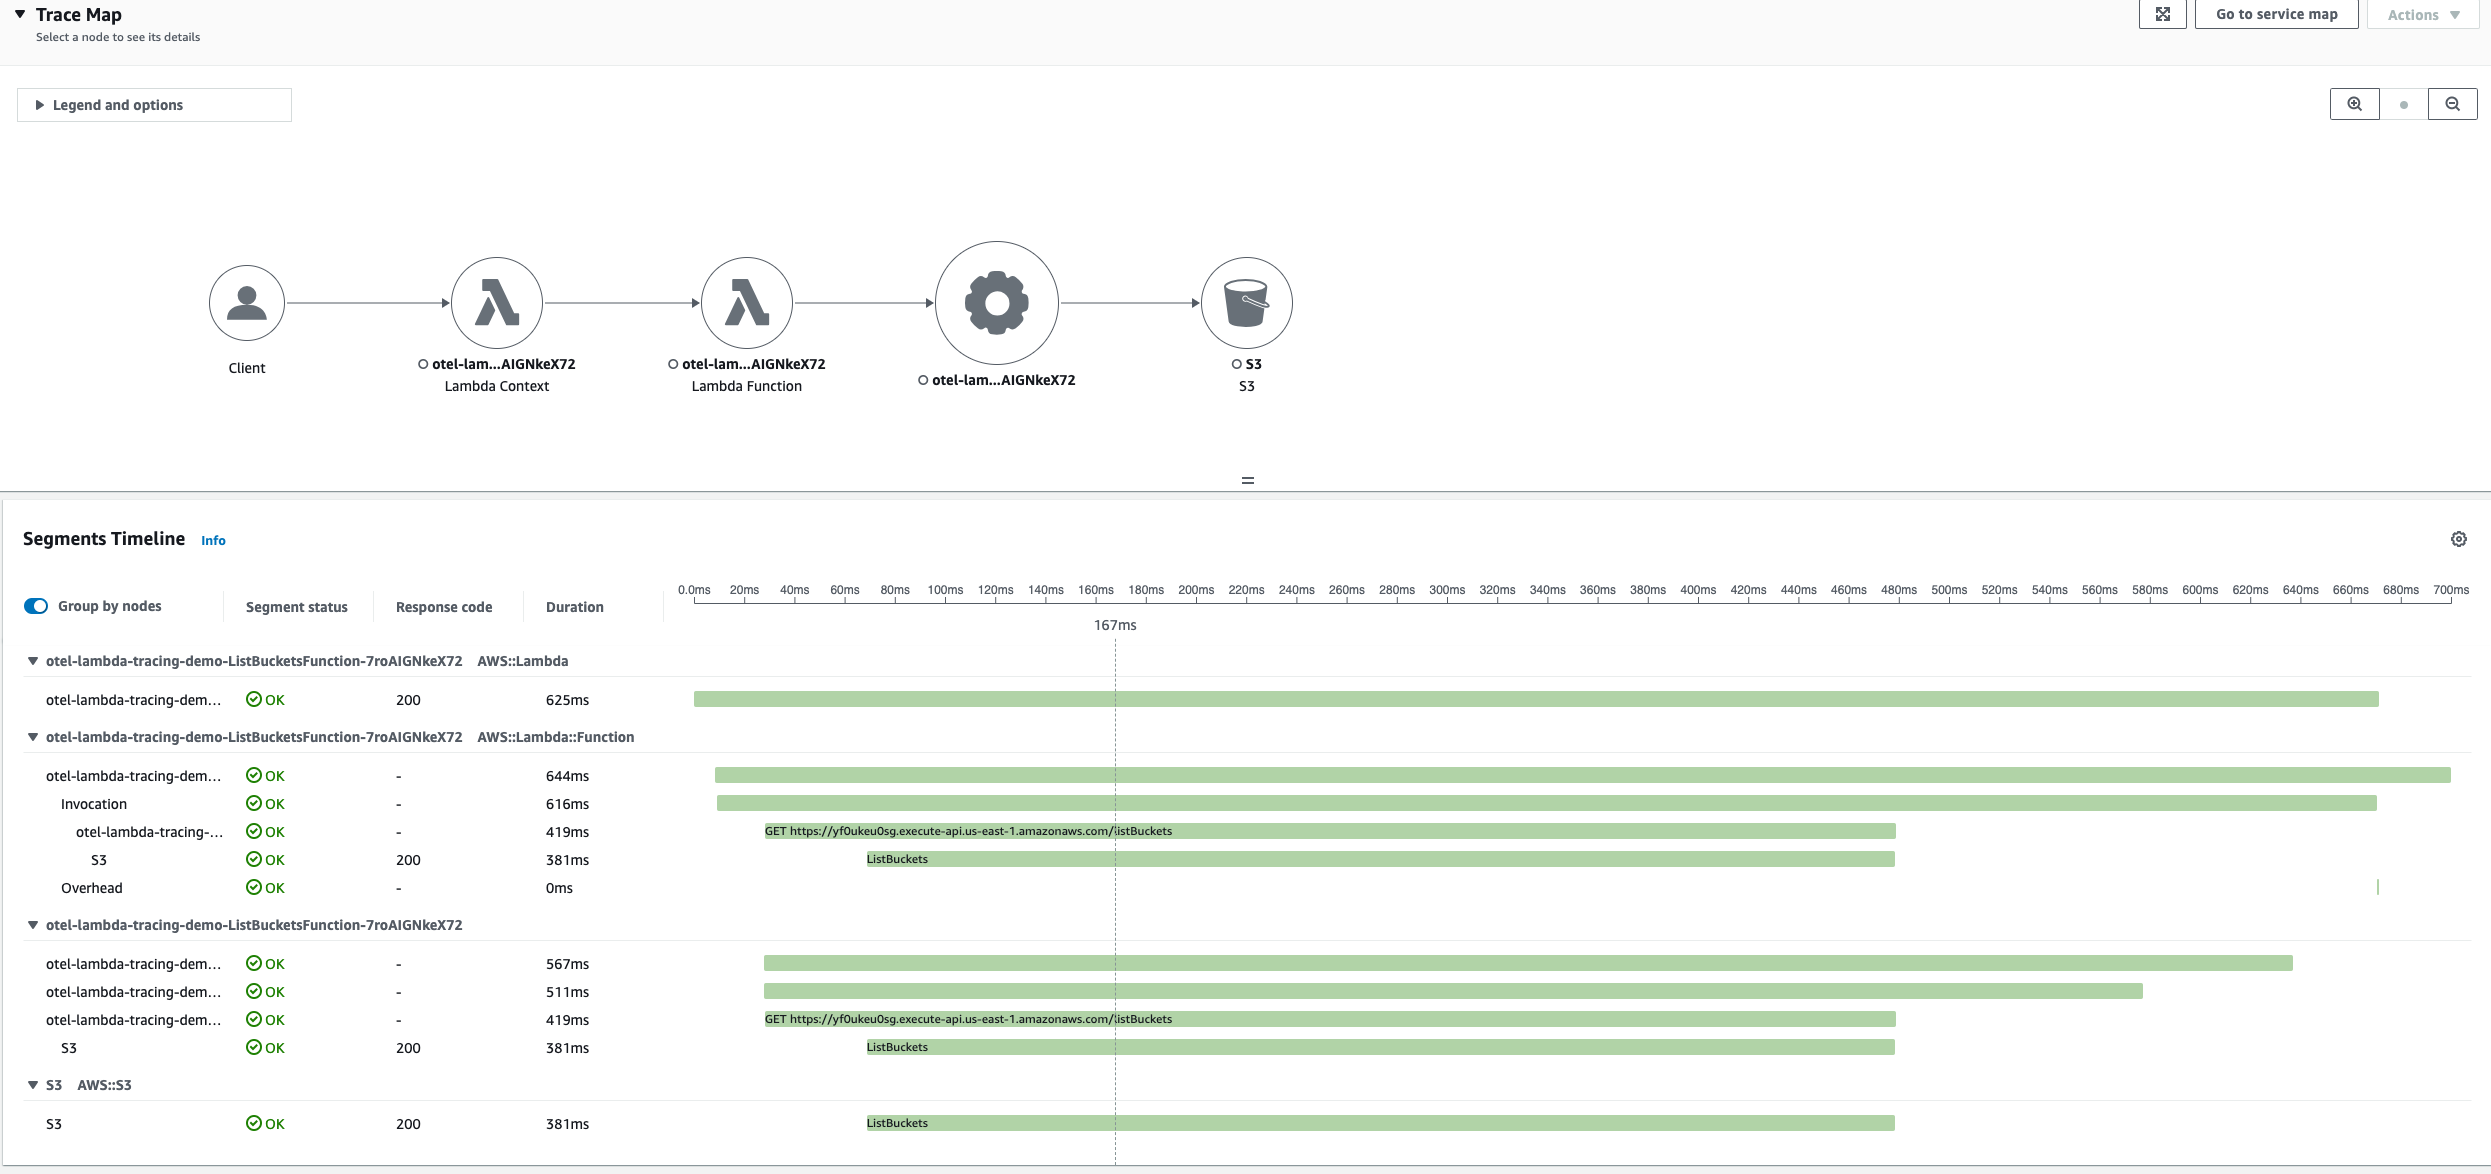 Trace Map
Select a node to see its details
Go to service map
Actions
Legend and options
Client
otel-lam...AIGNkeX72
Lambda Context
otel-lam...AIGNkeX72
Lambda Function
otel-lam...AIGNkeX72
S3
S3
Segments Timeline Info
0.0ms 20ms 40ms 60ms 80ms 100ms 120ms 140ms 160ms 180ms 200ms 220ms 240ms 260ms 280ms 300ms 320ms 340ms 360ms 380ms 400ms 420ms 440ms 460ms 480ms 500ms 520ms 540ms 560ms 580ms 600ms 620ms 640ms 660ms 680ms 700ms
Group by nodes Segment status Response code Duration
167ms
otel-lambda-tracing-demo-ListBucketsFunction-7roAIGNkeX72 AWS::Lambda
otel-lambda-tracing-dem... OK 200 625ms
otel-lambda-tracing-demo-ListBucketsFunction-7roAIGNkeX72 AWS::Lambda::Function
otel-lambda-tracing-dem... OK - 644ms
Invocation OK - 616ms
otel-lambda-tracing-... OK - 419ms GET https://yf0ukeu0sg.execute-api.us-east-1.amazonaws.com/listBuckets
S3 OK 200 381ms ListBuckets
Overhead OK - 0ms
otel-lambda-tracing-demo-ListBucketsFunction-7roAIGNkeX72
otel-lambda-tracing-dem... OK - 567ms
otel-lambda-tracing-dem... OK - 511ms
otel-lambda-tracing-dem... OK - 419ms GET https://yf0ukeu0sg.execute-api.us-east-1.amazonaws.com/listBuckets
S3 OK 200 381ms ListBuckets
S3 AWS::S3
S3 OK 200 381ms ListBuckets